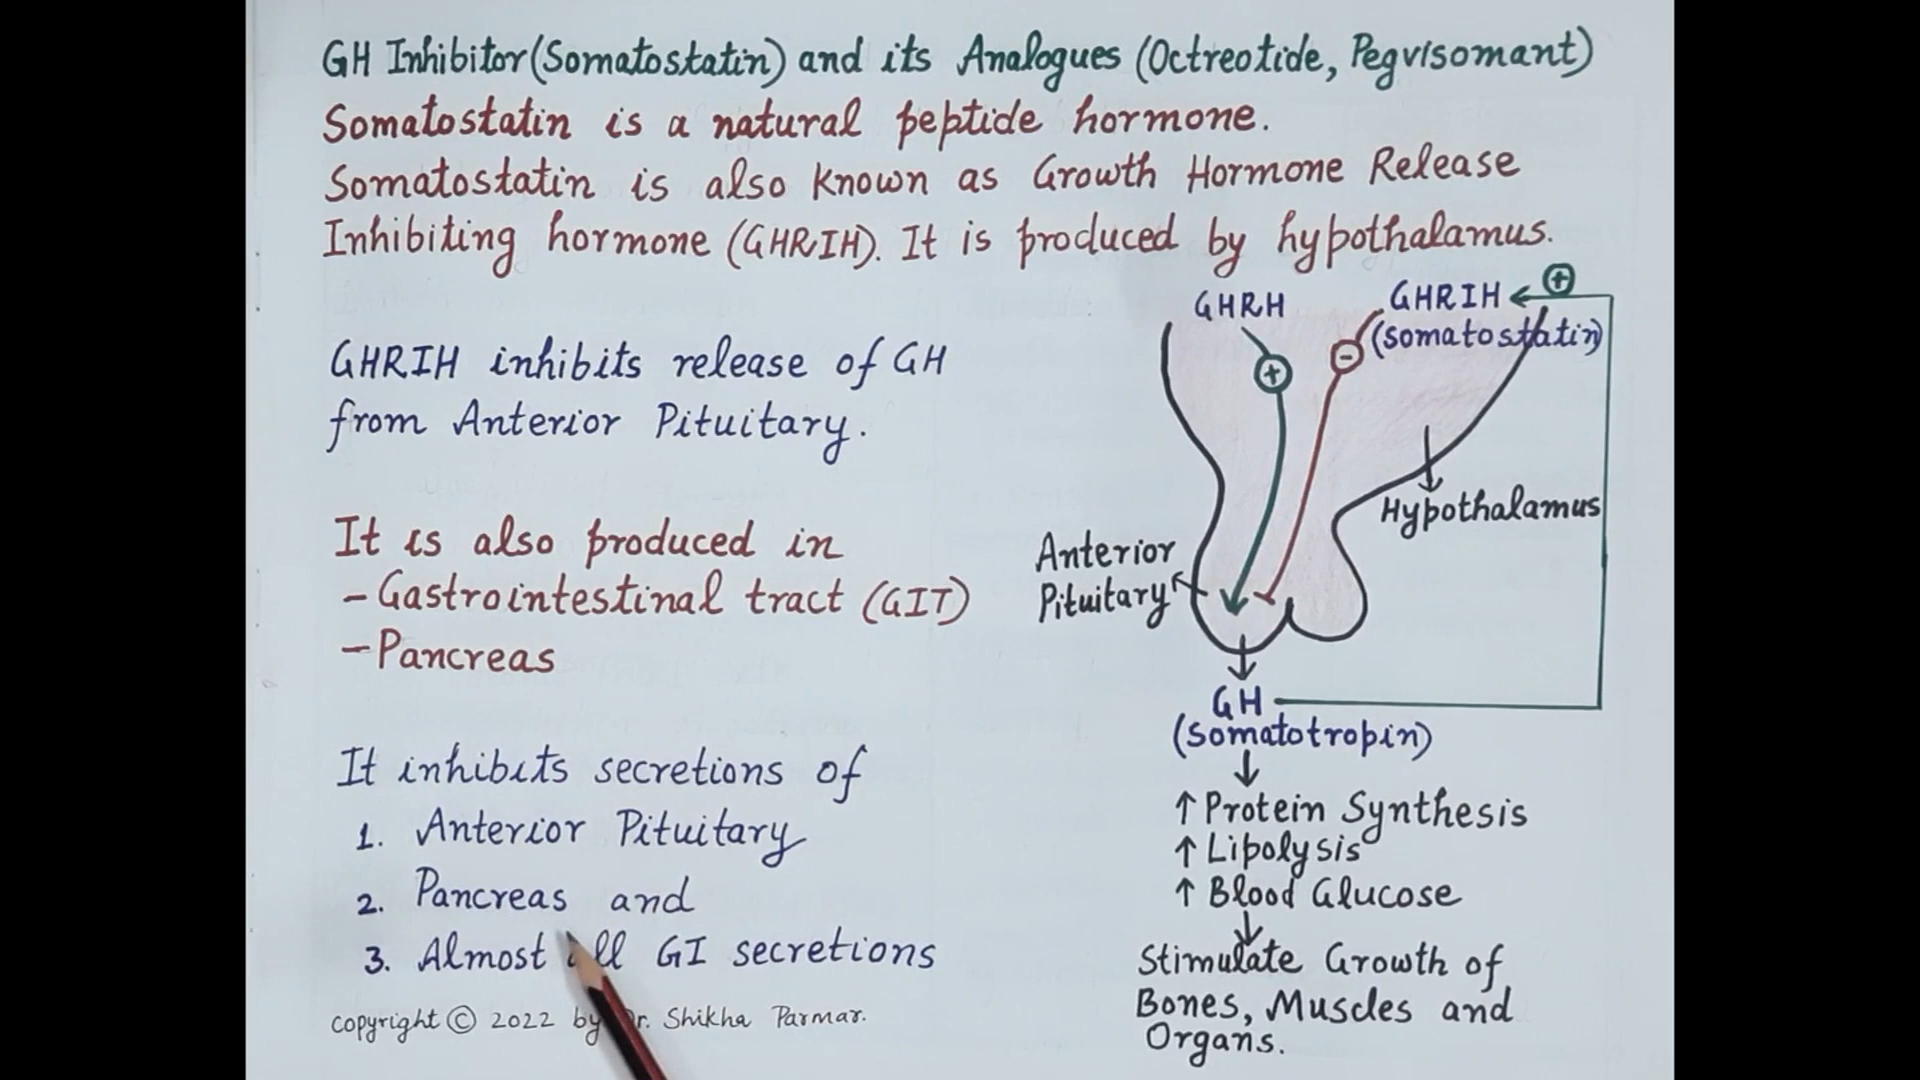 GH Inhibitor(Somatostatin) and its Analogues (Octreotide, Pegvisomant)
Somatostatin is a natural peptide hormone.
Somatostatin is also known as Growth Hormone Release
Inhibiting hormone (GHRIH). It is produced by hypothalamus.
GHRIH inhibits release of GH
from Anterior Pituitary.
It is also produced in
- Gastrointestinal tract (GIT)
- Pancreas
It inhibits secretions of
1. Anterior Pituitary
2. Pancreas and
3. Almost all GI secretions
copyright © 2022 by Dr. Shikha Parmar.
GHRH
GHRIH
(somatostatin)
+
+
-
Hypothalamus
Anterior
Pituitary
GH
(Somatotropin)
↑ Protein Synthesis
↑ Lipolysis
↑ Blood Glucose
Stimulate Growth of
Bones, Muscles and
Organs.